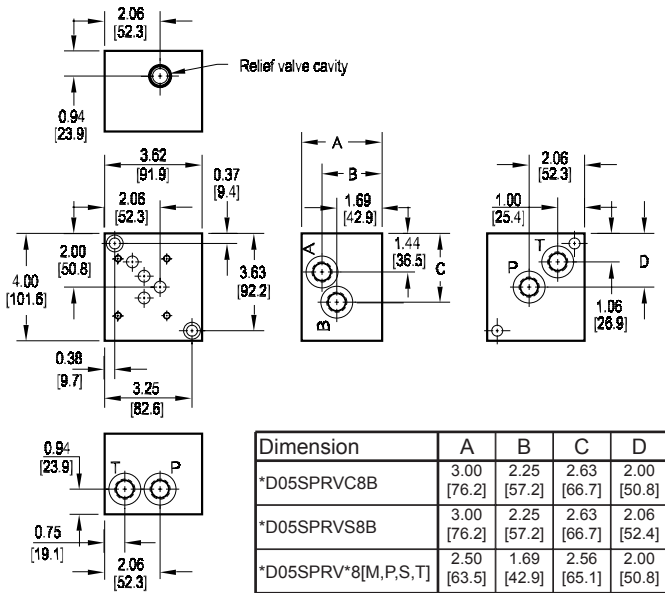 2.06
[52.3]
Relief valve cavity
0.94
[23.9]
3.62
[91.9]
2.06
[52.3]
0.37
[9.4]
2.00
[50.8]
4.00
[101.6]
3.63
[92.2]
0.38
[9.7]
3.25
[82.6]
A
B
1.69
[42.9]
1.44
[36.5]
C
A
B
2.06
[52.3]
1.00
[25.4]
T
P
D
1.06
[26.9]
0.94
[23.9]
T P
0.75
[19.1]
2.06
[52.3]
Dimension A B C D
*D05SPRVC8B 3.00 [76.2] 2.25 [57.2] 2.63 [66.7] 2.00 [50.8]
*D05SPRVS8B 3.00 [76.2] 2.25 [57.2] 2.63 [66.7] 2.06 [52.4]
*D05SPRV*8[M,P,S,T] 2.50 [63.5] 1.69 [42.9] 2.56 [65.1] 2.00 [50.8]